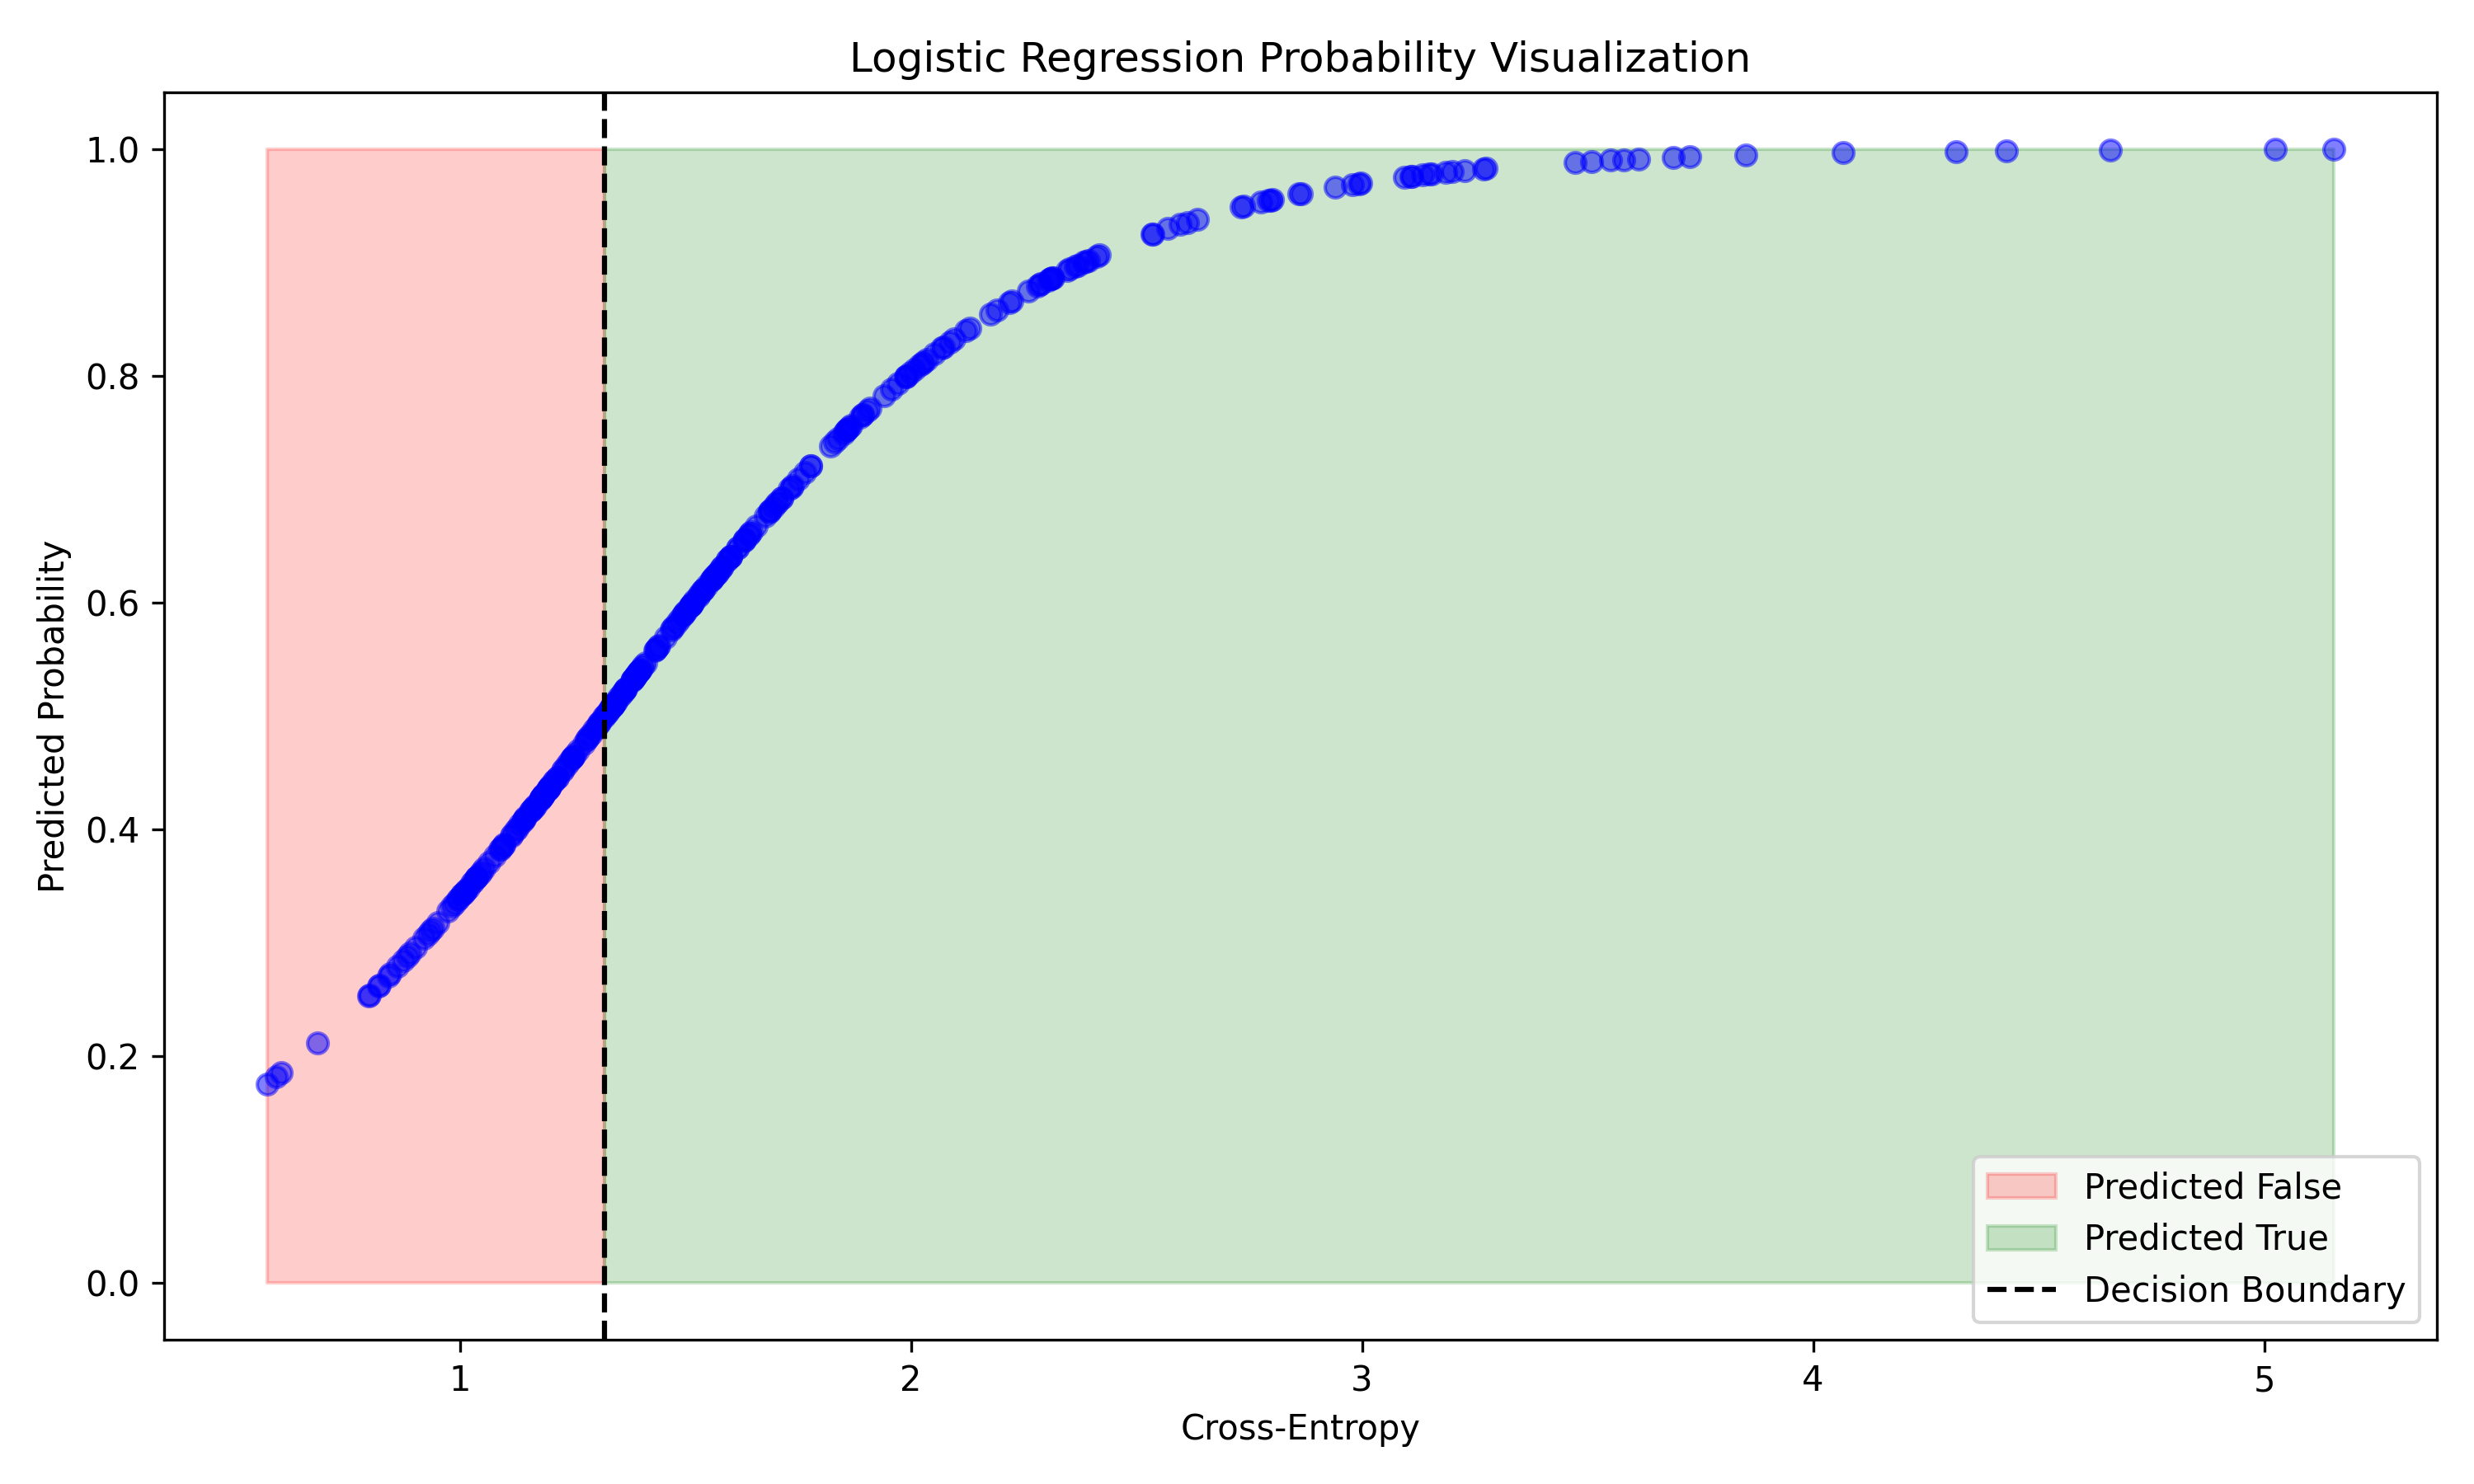 Logistic Regression Probability Visualization
Predicted Probability
1.0
0.8
0.6
0.4
0.2
0.0
1
2
3
4
5
Cross-Entropy
Predicted False
Predicted True
Decision Boundary